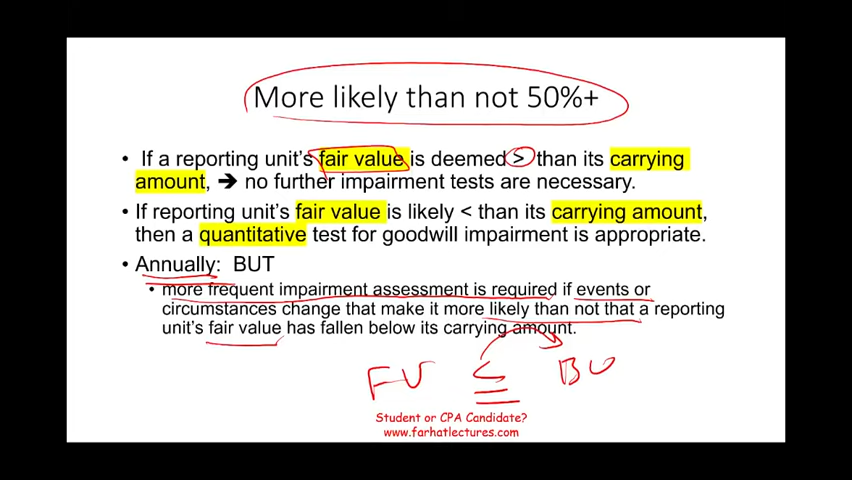 More likely than not 50%+
• If a reporting unit's fair value is deemed > than its carrying
amount, ➔ no further impairment tests are necessary.
• If reporting unit's fair value is likely < than its carrying amount,
then a quantitative test for goodwill impairment is appropriate.
• Annually: BUT
• more frequent impairment assessment is required if events or
circumstances change that make it more likely than not that a reporting
unit's fair value has fallen below its carrying amount.
FV < BV
Student or CPA Candidate?
www.farhatlectures.com